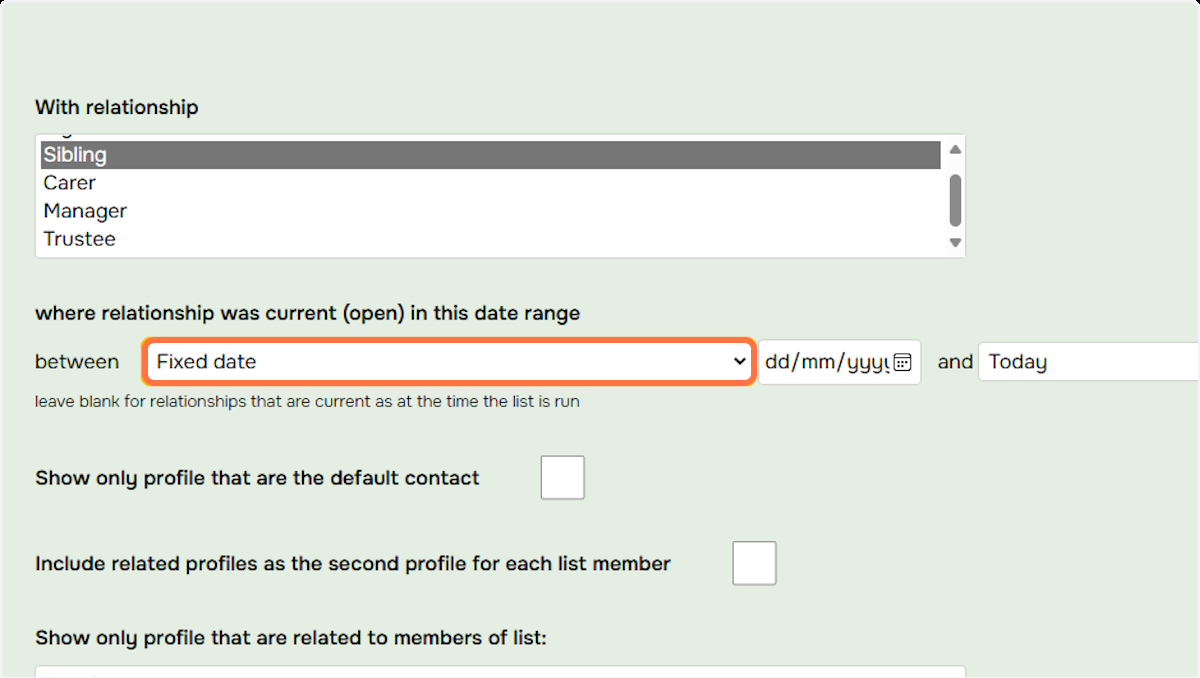 With relationship
Sibling
Carer
Manager
Trustee
where relationship was current (open) in this date range
between Fixed date dd/mm/yyyy and Today
leave blank for relationships that are current as at the time the list is run
Show only profile that are the default contact
Include related profiles as the second profile for each list member
Show only profile that are related to members of list: